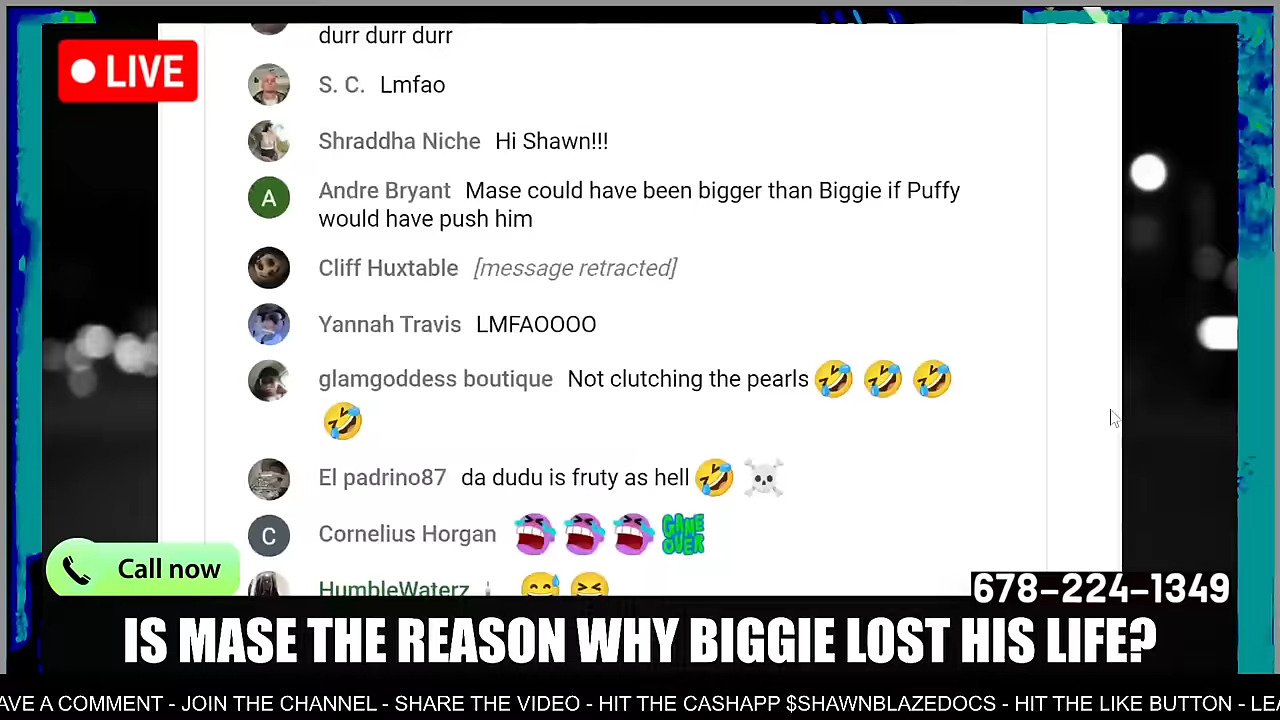 durr durr durr
LIVE
S. C. Lmfao
Shraddha Niche Hi Shawn!!!
A
Andre Bryant Mase could have been bigger than Biggie if Puffy
would have push him
Cliff Huxtable [message retracted]
Yannah Travis LMFAOOOO
glamgoddess boutique Not clutching the pearls
El padrino87 da dudu is fruty as hell
C
Cornelius Horgan GAME OVER
HumbleWaterz
Call now
678-224-1349
IS MASE THE REASON WHY BIGGIE LOST HIS LIFE?
AVE A COMMENT - JOIN THE CHANNEL - SHARE THE VIDEO - HIT THE CASHAPP $SHAWNBLAZEDOCS - HIT THE LIKE BUTTON - LEA